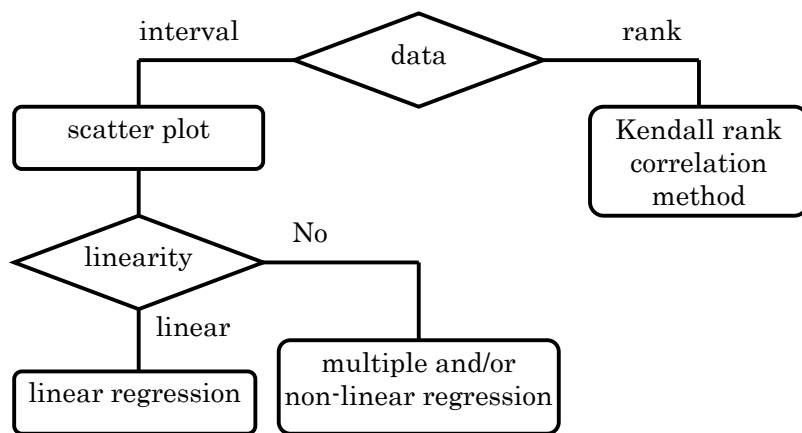 interval
data
rank
scatter plot
Kendall rank
correlation
method
linearity
No
linear
linear regression
multiple and/or
non-linear regression